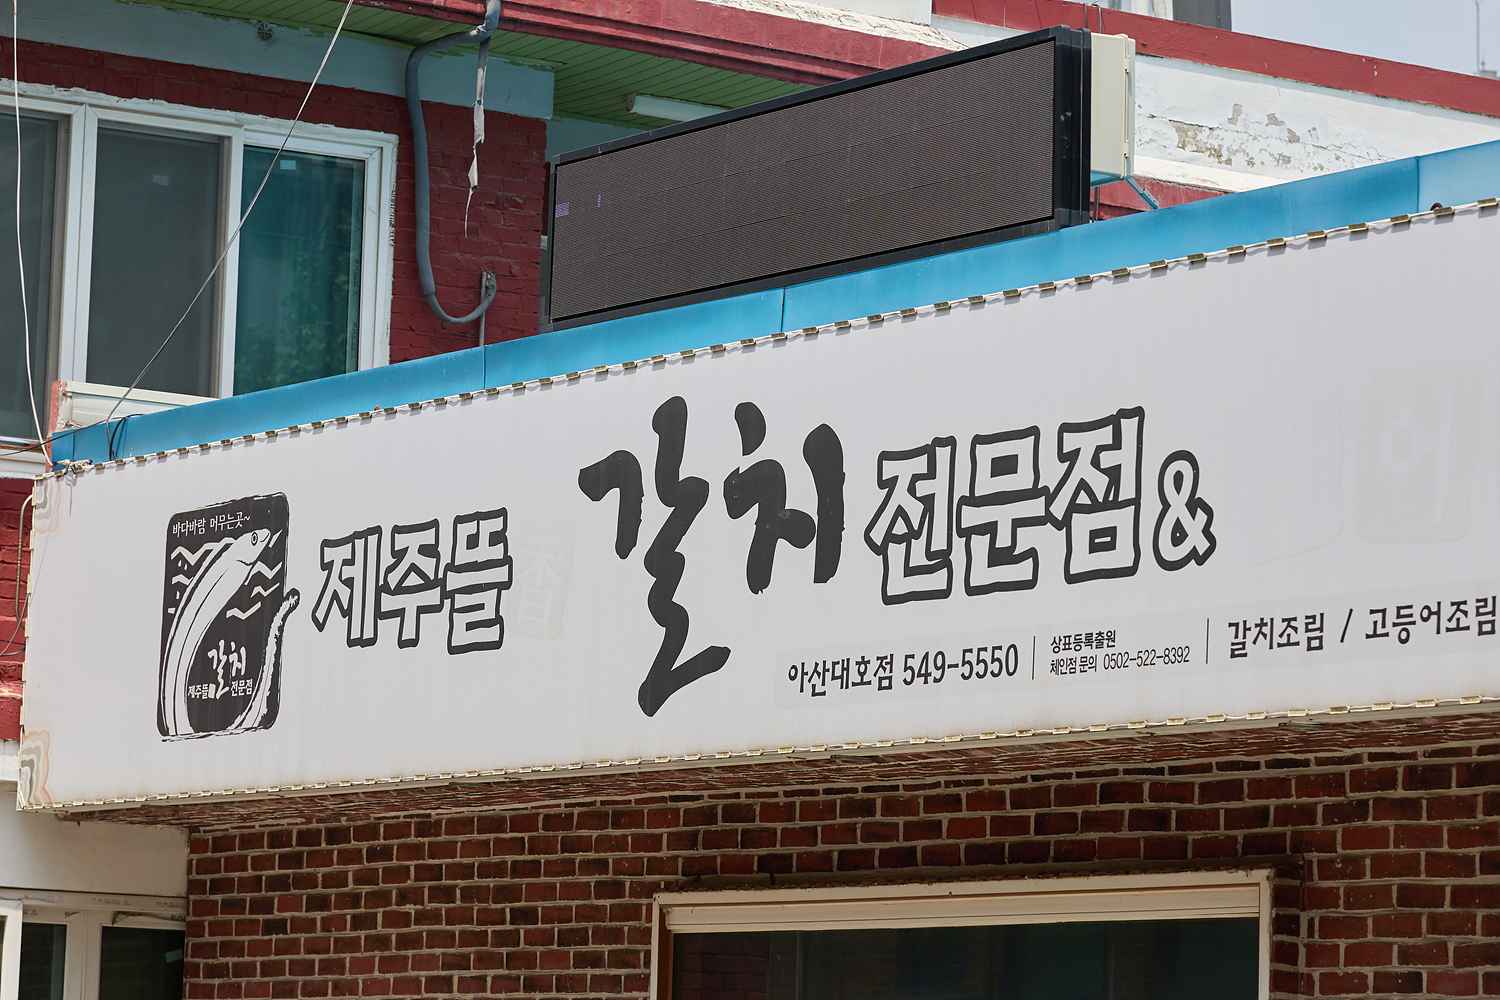 바다바람 머무는곳~
갈치
제주뜰 전문점
제주뜰 갈치 전문점 &
아산대호점 549-5550
상표등록출원
체인점 문의 0502-522-8392
갈치조림 / 고등어조림